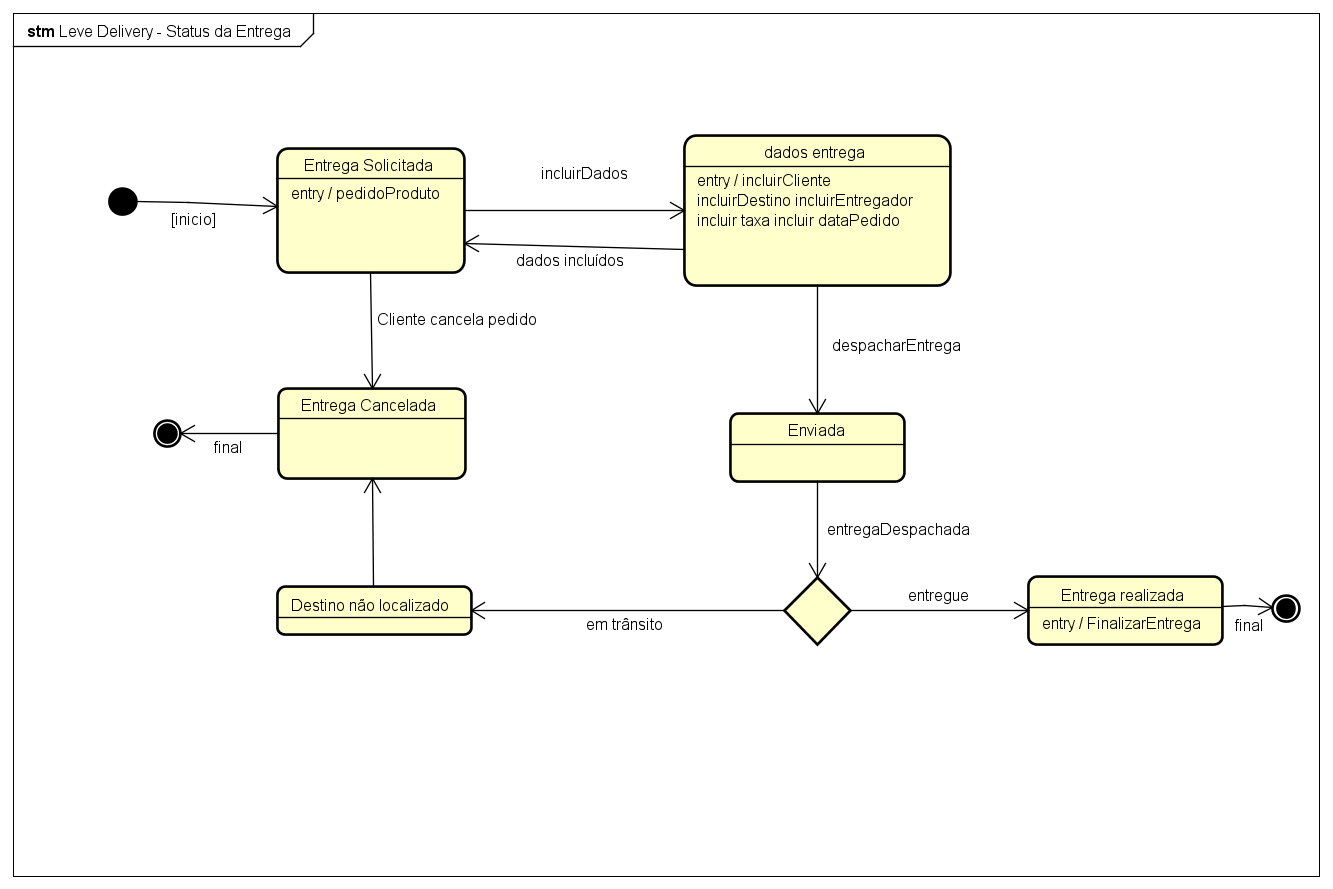 stm Leve Delivery - Status da Entrega
Entrega Solicitada
entry / pedidoProduto
[inicio]
incluirDados
dados entrega
entry / incluirCliente
incluirDestino incluirEntregador
incluir taxa incluir dataPedido
dados incluídos
Cliente cancela pedido
despacharEntrega
Entrega Cancelada
final
Enviada
entregaDespachada
Destino não localizado
em trânsito
entregue
Entrega realizada
entry / FinalizarEntrega
final